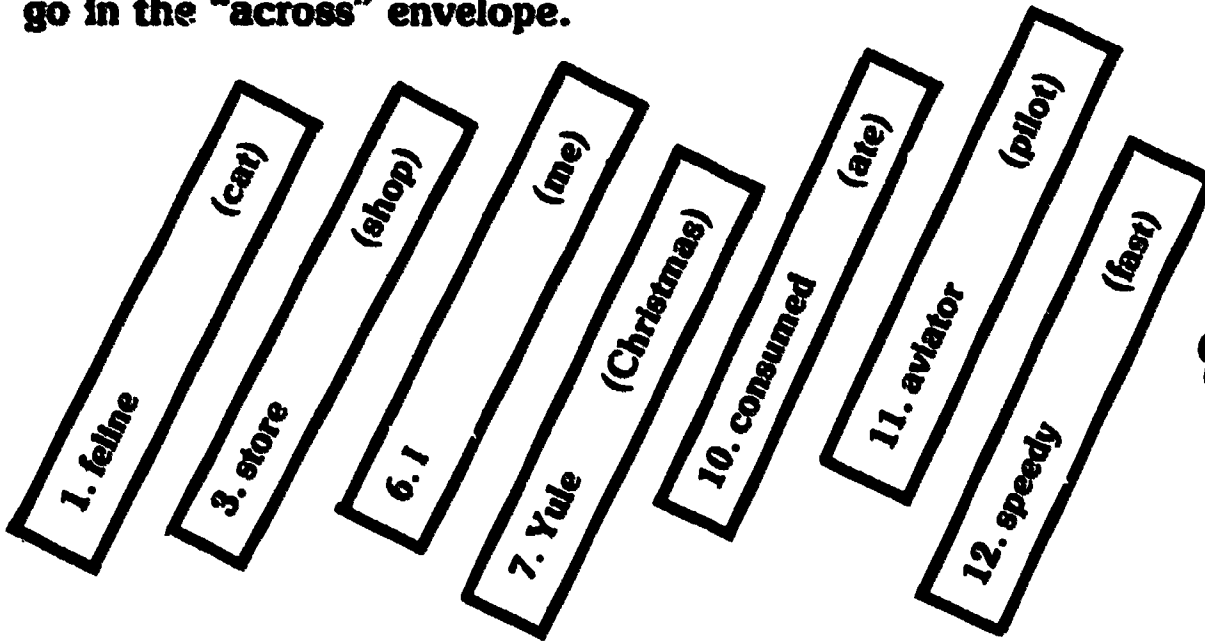 go in the "across" envelope.
1. feline (cat)
3. store (shop)
6. I (me)
7. Yule (Christmas)
10. consumed (ate)
11. aviator (pilot)
12. speedy (fast)